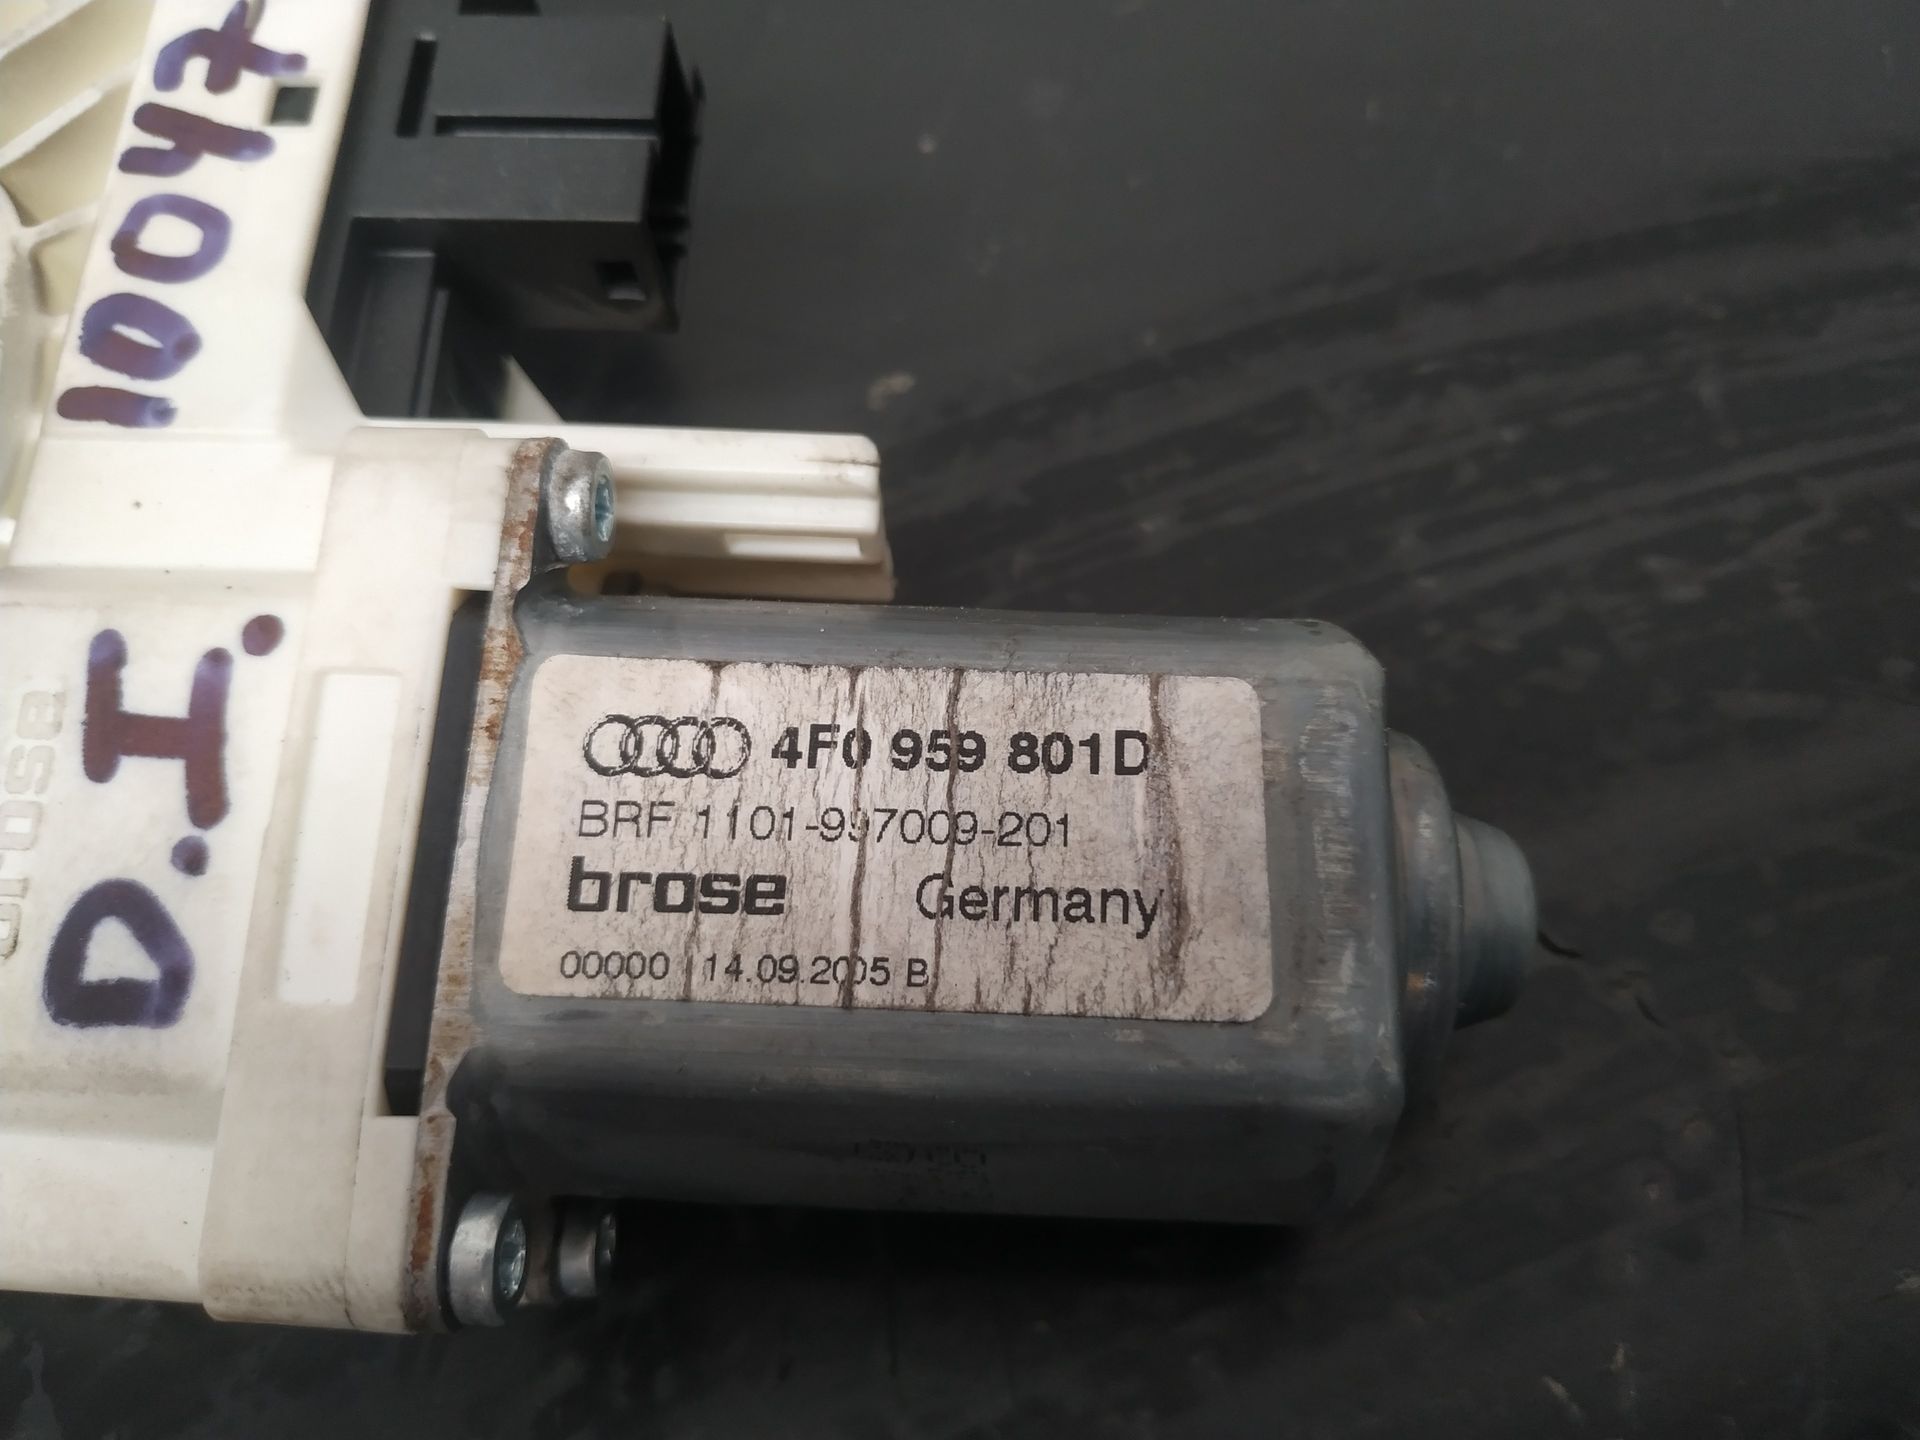 10047
D.I.
brose
4F0 959 801D
BRF 1101-997009-201
brose Germany
00000 14.09.2005 B